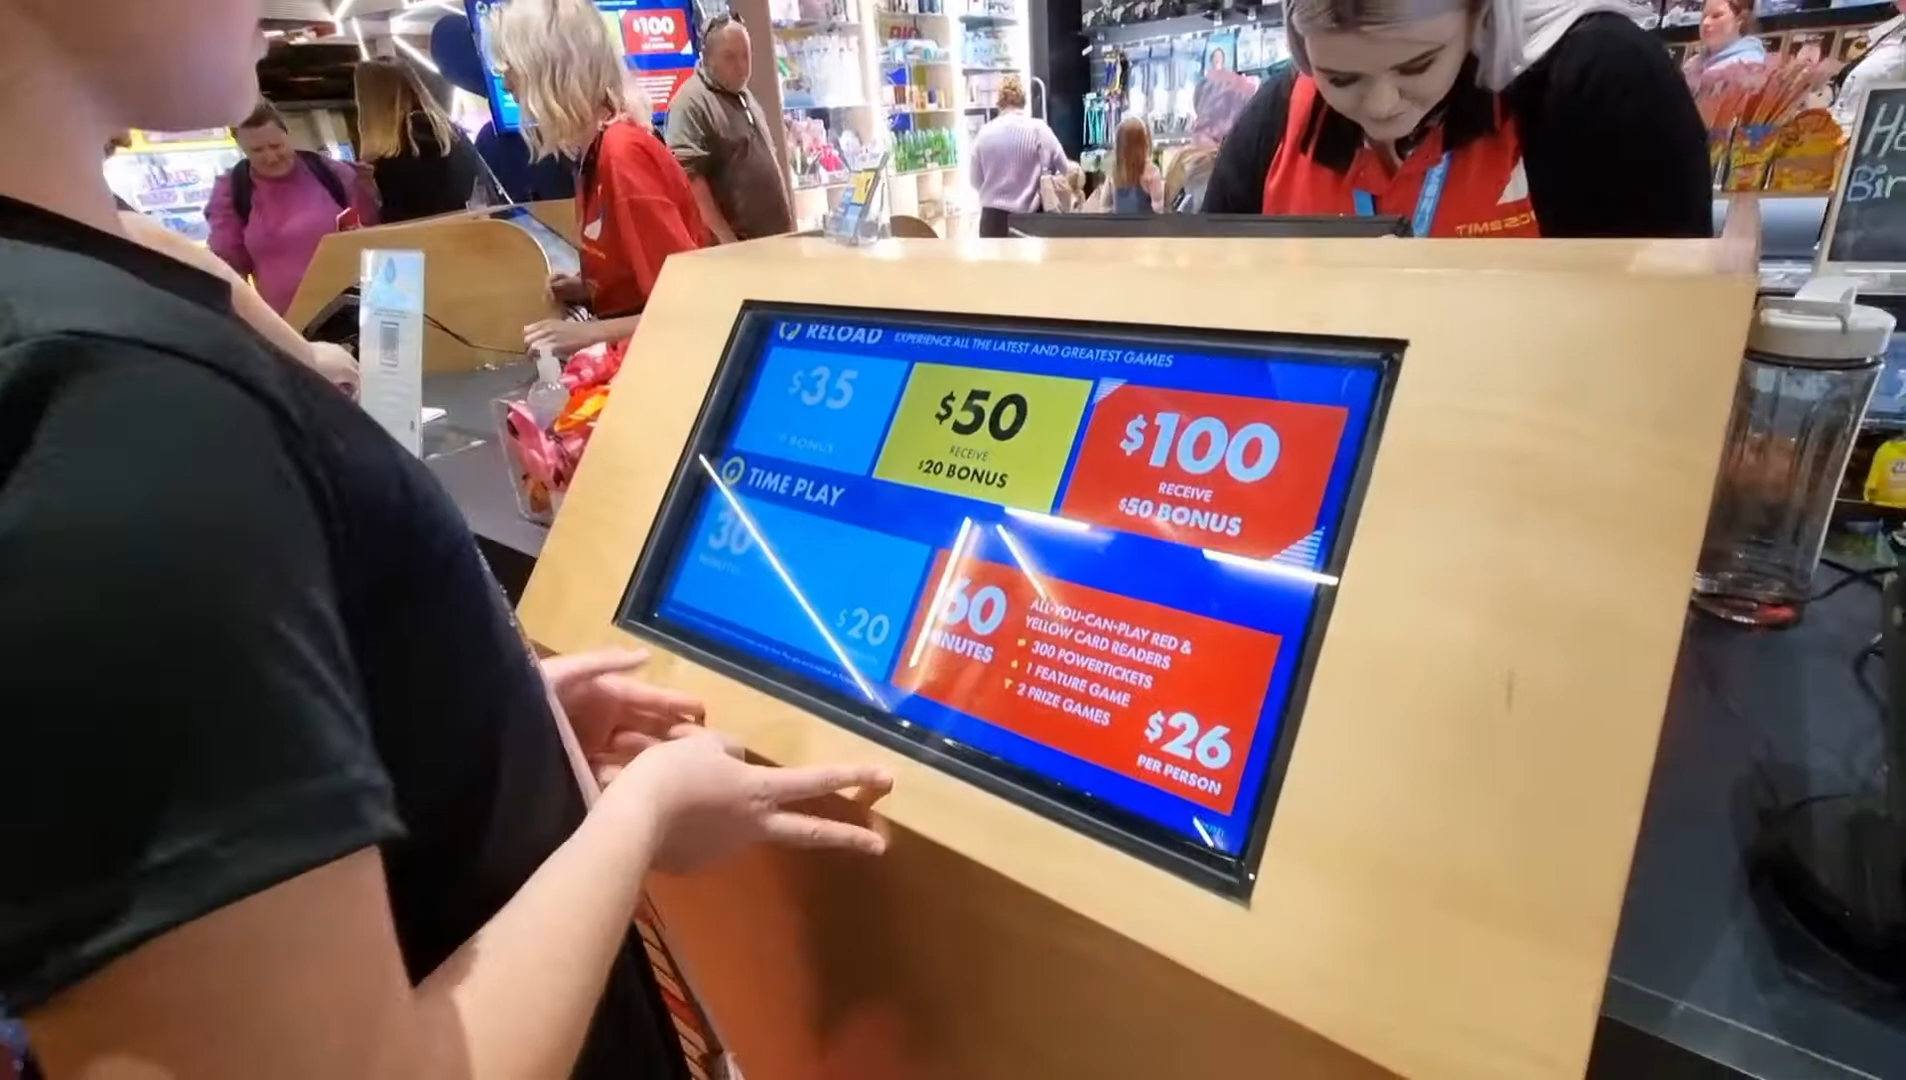 $100
RELOAD EXPERIENCE ALL THE LATEST AND GREATEST GAMES
$35
BONUS
$50
RECEIVE
$20 BONUS
$100
RECEIVE
$50 BONUS
TIME PLAY
30
MINUTES
$20
60
MINUTES
ALL-YOU-CAN-PLAY RED &
YELLOW CARD READERS
300 POWERTICKETS
1 FEATURE GAME
2 PRIZE GAMES
$26
PER PERSON